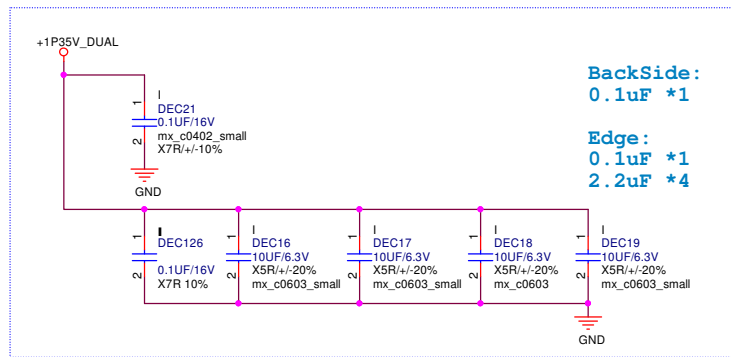 +1P35V_DUAL
BackSide:
0.1uF *1
Edge:
0.1uF *1
2.2uF *4
1
I
DEC21
0.1UF/16V
2
mx_c0402_small
X7R/+/-10%
GND
1
I
DEC126
0.1UF/16V
2
X7R 10%
1
I
DEC16
10UF/6.3V
2
X5R/+/-20%
mx_c0603_small
1
I
DEC17
10UF/6.3V
2
X5R/+/-20%
mx_c0603_small
1
I
DEC18
10UF/6.3V
2
X5R/+/-20%
mx_c0603
1
I
DEC19
10UF/6.3V
2
X5R/+/-20%
mx_c0603_small
GND